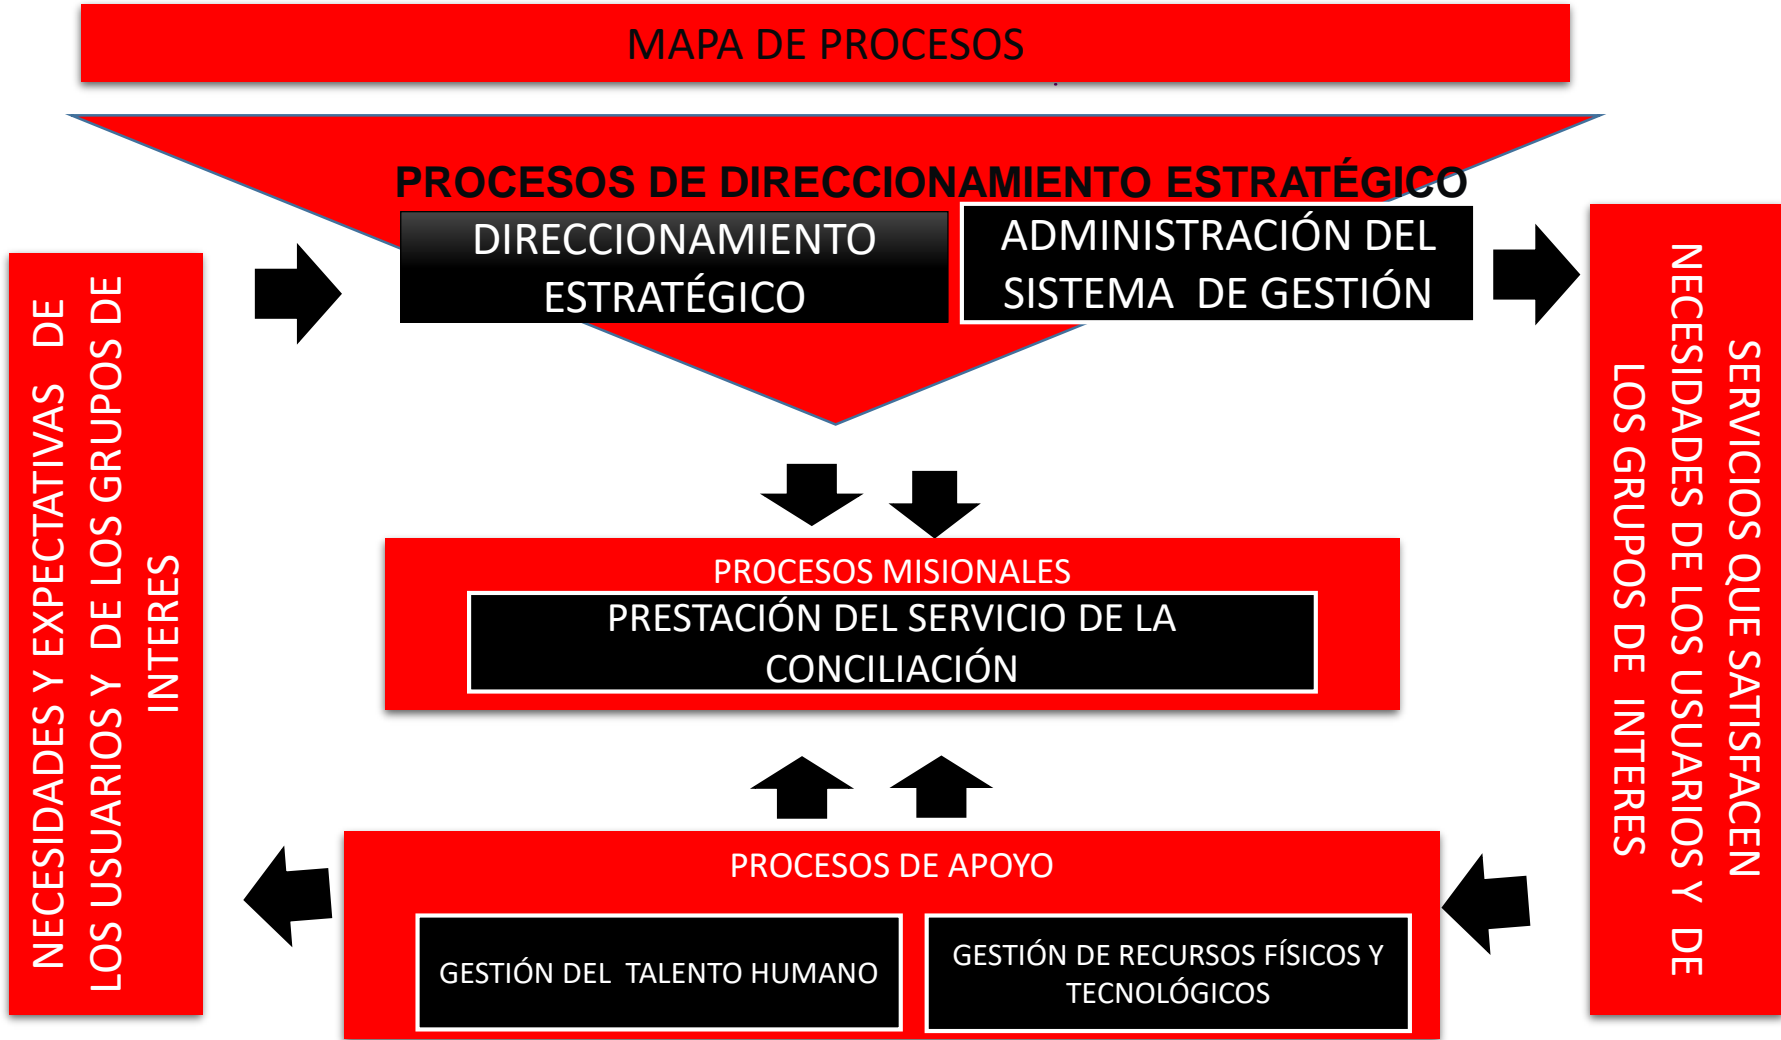 MAPA DE PROCESOS
PROCESOS DE DIRECCIONAMIENTO ESTRATÉGICO
DIRECCIONAMIENTO
ESTRATÉGICO
ADMINISTRACIÓN DEL
SISTEMA DE GESTIÓN
NECESIDADES Y EXPECTATIVAS DE
LOS USUARIOS Y DE LOS GRUPOS DE
INTERES
PROCESOS MISIONALES
PRESTACIÓN DEL SERVICIO DE LA
CONCILIACIÓN
PROCESOS DE APOYO
GESTIÓN DEL TALENTO HUMANO
GESTIÓN DE RECURSOS FÍSICOS Y
TECNOLÓGICOS
SERVICIOS QUE SATISFACEN
NECESIDADES DE LOS USUARIOS Y DE
LOS GRUPOS DE INTERES